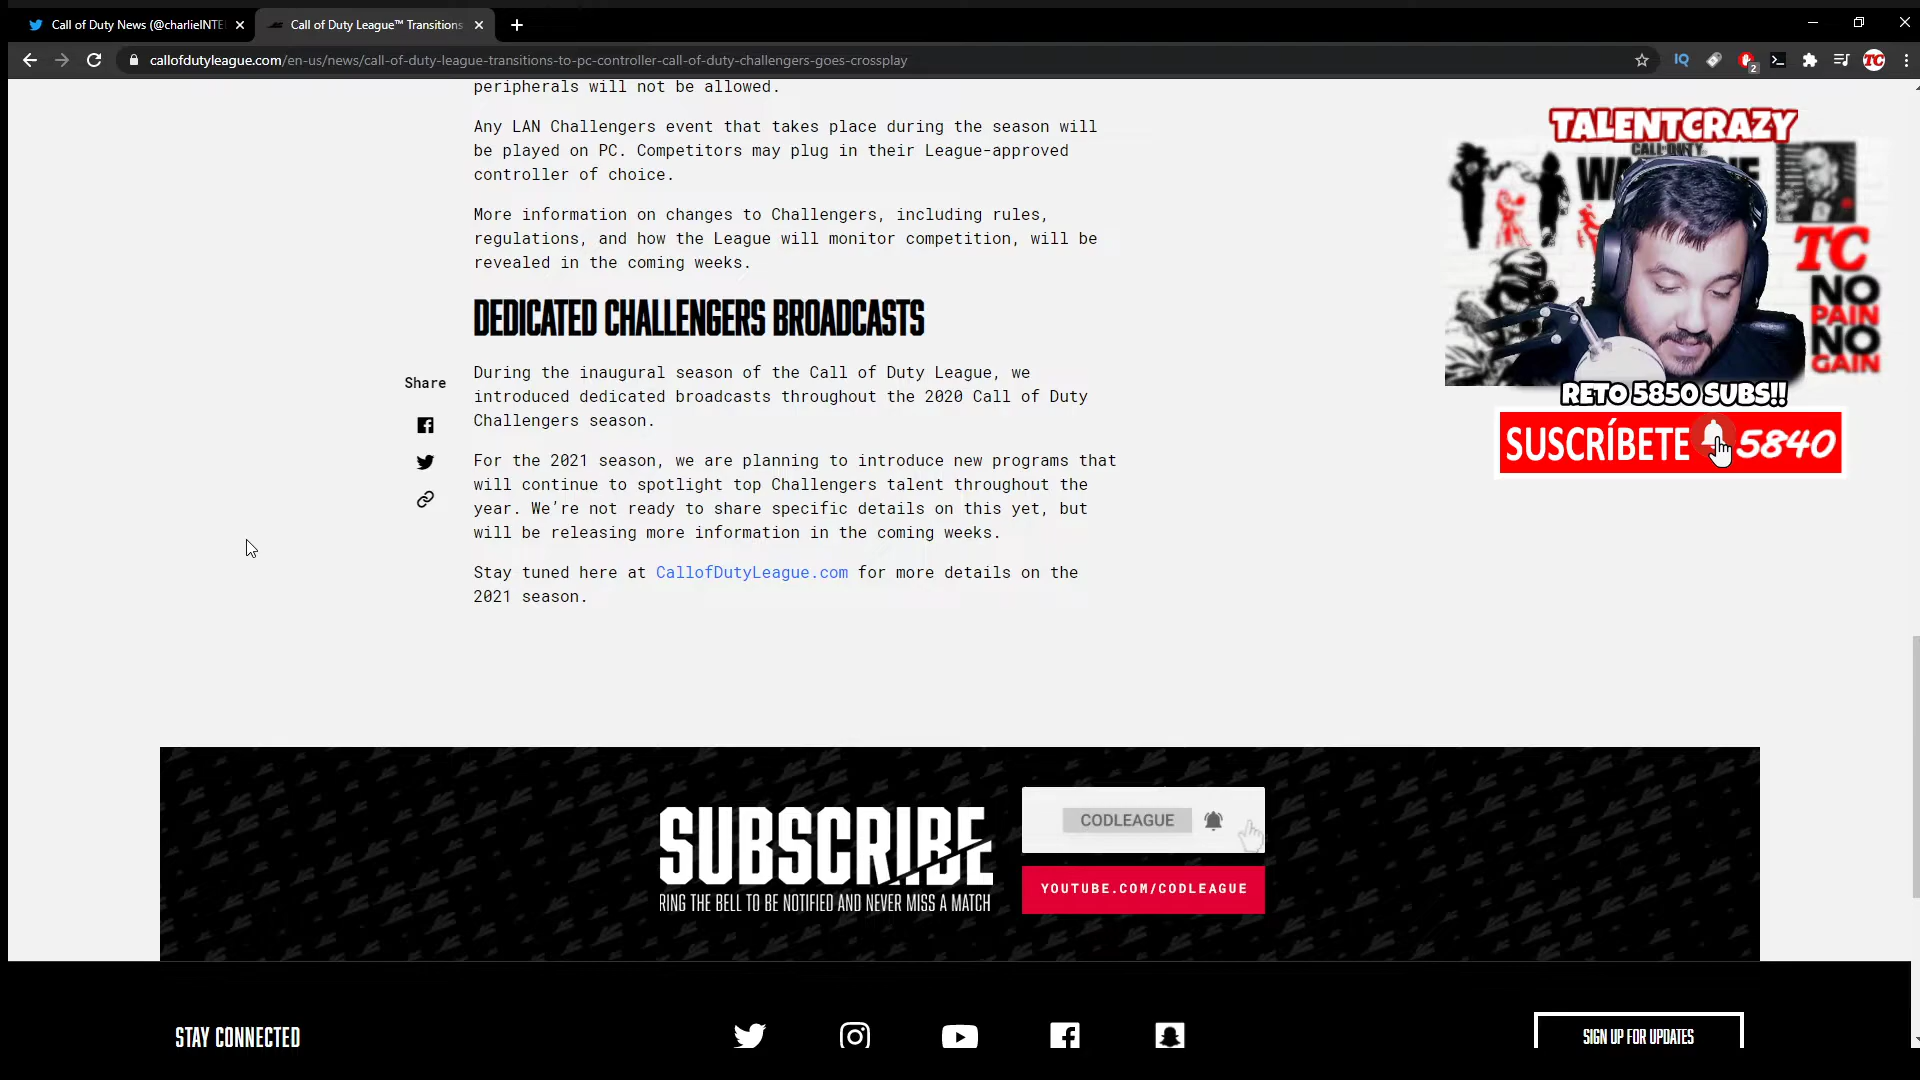 Call of Duty News (@charlieINTE
Call of Duty League™ Transitions
callofdutyleague.com/en-us/news/call-of-duty-league-transitions-to-pc-controller-call-of-duty-challengers-goes-crossplay
IQ
2
TC
peripherals will not be allowed.
Any LAN Challengers event that takes place during the season will
be played on PC. Competitors may plug in their League-approved
controller of choice.
More information on changes to Challengers, including rules,
regulations, and how the League will monitor competition, will be
revealed in the coming weeks.
DEDICATED CHALLENGERS BROADCASTS
During the inaugural season of the Call of Duty League, we
introduced dedicated broadcasts throughout the 2020 Call of Duty
Challengers season.
For the 2021 season, we are planning to introduce new programs that
will continue to spotlight top Challengers talent throughout the
year. We’re not ready to share specific details on this yet, but
will be releasing more information in the coming weeks.
Stay tuned here at CallofDutyLeague.com for more details on the
2021 season.
Share
TALENTCRAZY
CALL OF DUTY
TC
NO
PAIN
NO
GAIN
RETO 5850 SUBS!!
SUSCRÍBETE 5840
SUBSCRIBE
RING THE BELL TO BE NOTIFIED AND NEVER MISS A MATCH
CODLEAGUE
YOUTUBE.COM/CODLEAGUE
STAY CONNECTED
SIGN UP FOR UPDATES